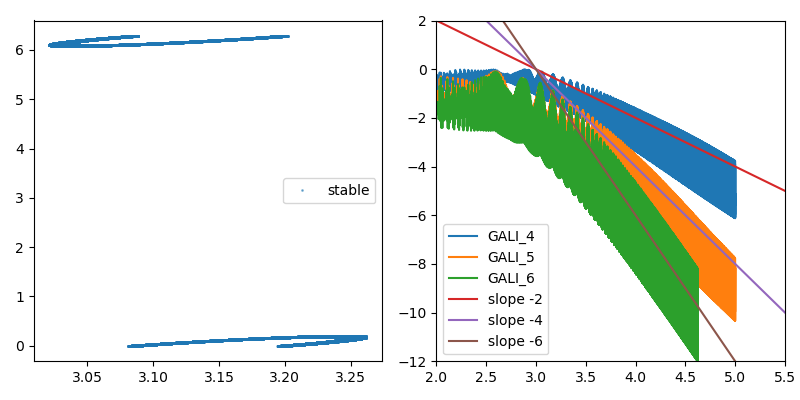 6
5
4
3
2
1
0
3.05 3.10 3.15 3.20 3.25
stable
2
0
−2
−4
−6
−8
−10
−12
2.0 2.5 3.0 3.5 4.0 4.5 5.0 5.5
GALI_4
GALI_5
GALI_6
slope -2
slope -4
slope -6